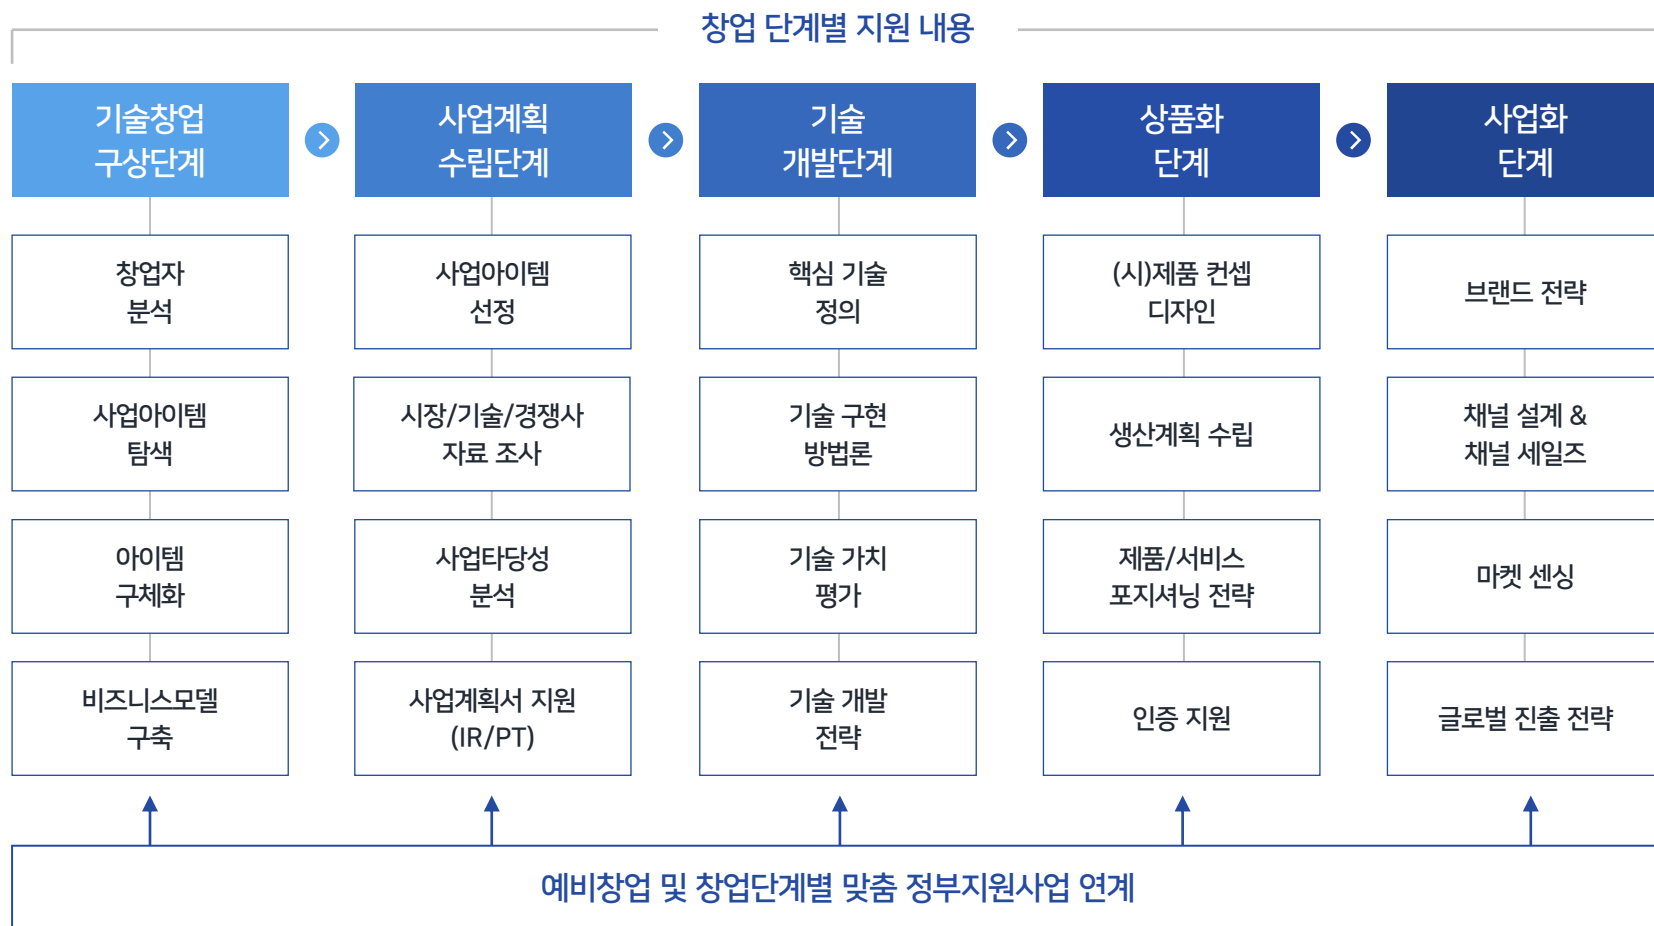 창업 단계별 지원 내용
기술창업
구상단계
사업계획
수립단계
기술
개발단계
상품화
단계
사업화
단계
창업자
분석
사업아이템
선정
핵심 기술
정의
(시)제품 컨셉
디자인
브랜드 전략
사업아이템
탐색
시장/기술/경쟁사
자료 조사
기술 구현
방법론
생산계획 수립
채널 설계 &
채널 세일즈
아이템
구체화
사업타당성
분석
기술 가치
평가
제품/서비스
포지셔닝 전략
마켓 센싱
비즈니스모델
구축
사업계획서 지원
(IR/PT)
기술 개발
전략
인증 지원
글로벌 진출 전략
예비창업 및 창업단계별 맞춤 정부지원사업 연계